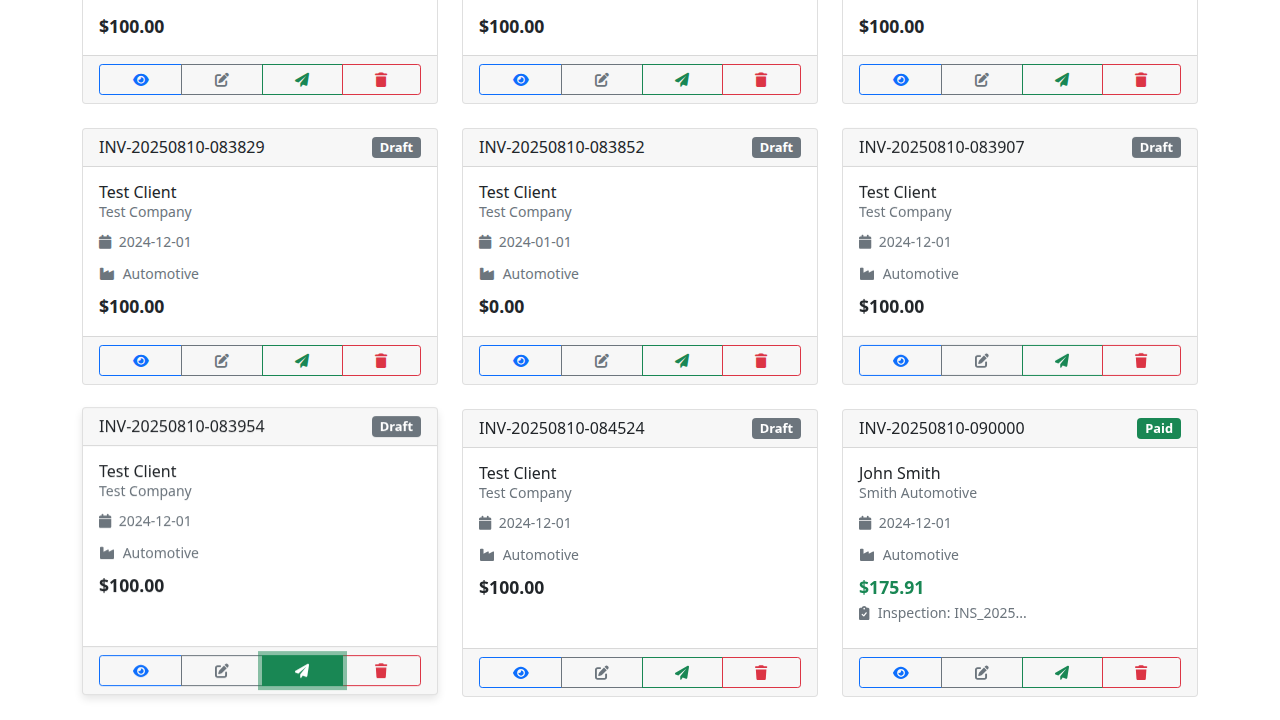 $100.00
$100.00
$100.00
INV-20250810-083829
Draft
Test Client
Test Company
2024-12-01
Automotive
$100.00
INV-20250810-083852
Draft
Test Client
Test Company
2024-01-01
Automotive
$0.00
INV-20250810-083907
Draft
Test Client
Test Company
2024-12-01
Automotive
$100.00
INV-20250810-083954
Draft
Test Client
Test Company
2024-12-01
Automotive
$100.00
INV-20250810-084524
Draft
Test Client
Test Company
2024-12-01
Automotive
$100.00
INV-20250810-090000
Paid
John Smith
Smith Automotive
2024-12-01
Automotive
$175.91
Inspection: INS_2025...